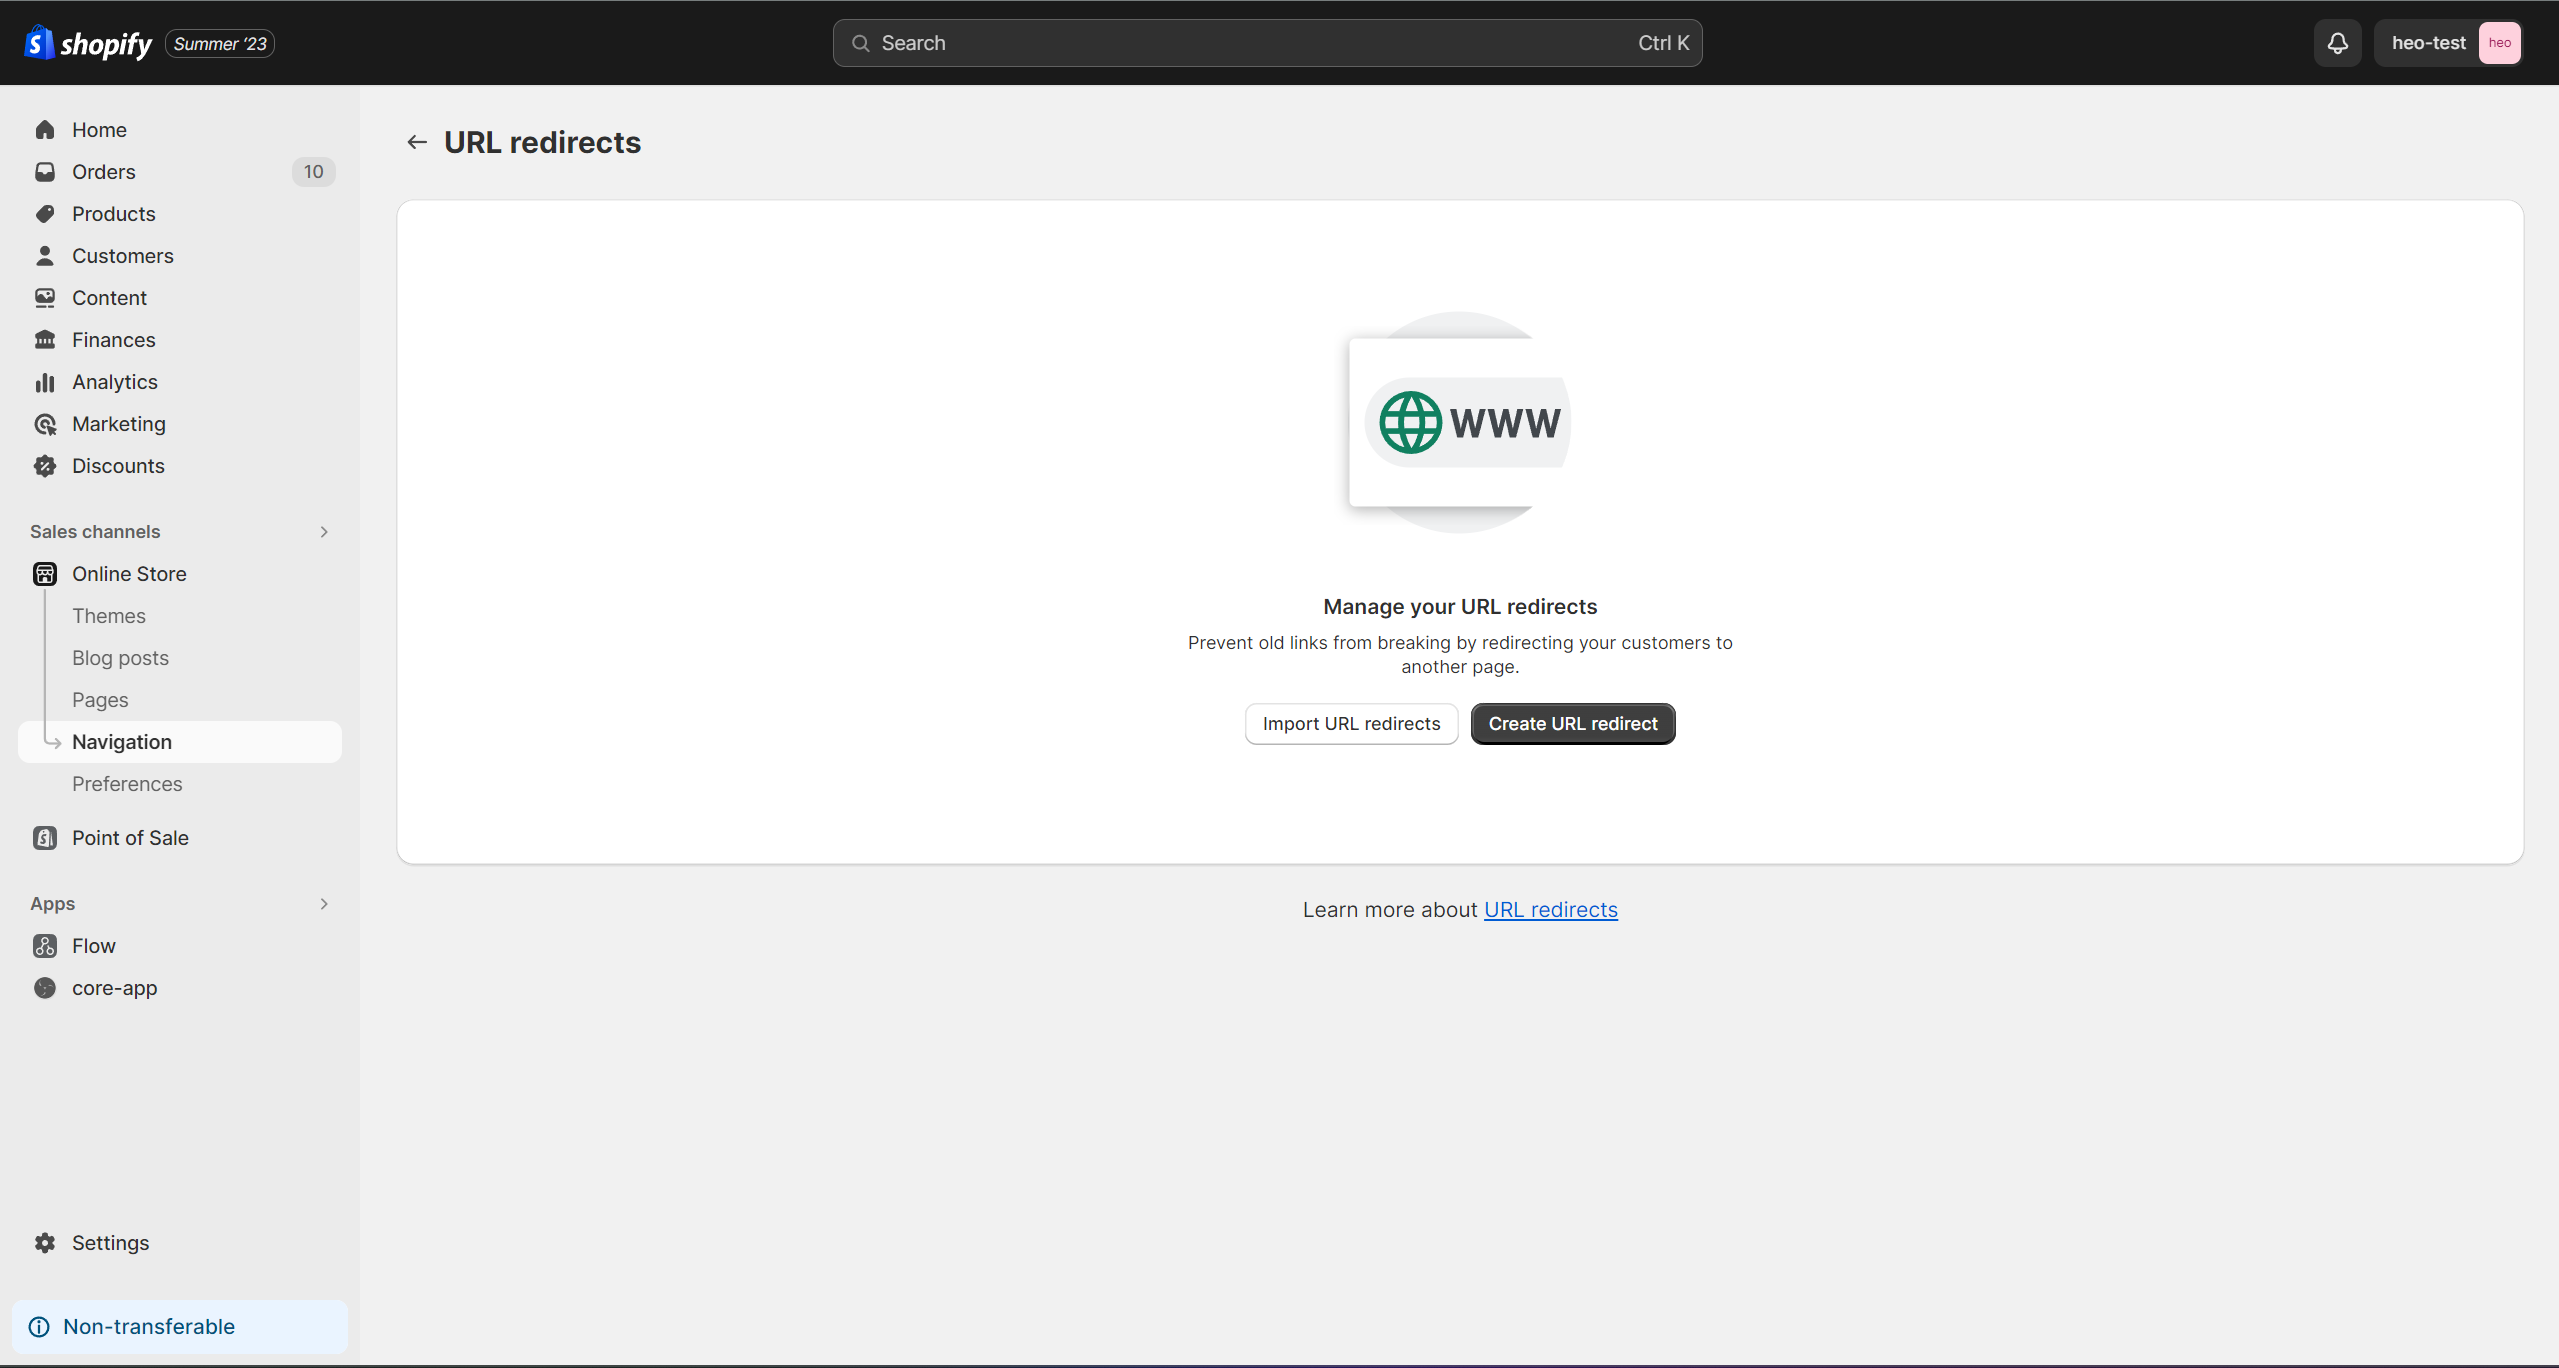 shopify Summer ‘23
Search Ctrl K
heo-test heo
Home
Orders 10
Products
Customers
Content
Finances
Analytics
Marketing
Discounts
Sales channels
Online Store
Themes
Blog posts
Pages
Navigation
Preferences
Point of Sale
Apps
Flow
core-app
Settings
Non-transferable
URL redirects
WWW
Manage your URL redirects
Prevent old links from breaking by redirecting your customers to
another page.
Import URL redirects Create URL redirect
Learn more about URL redirects